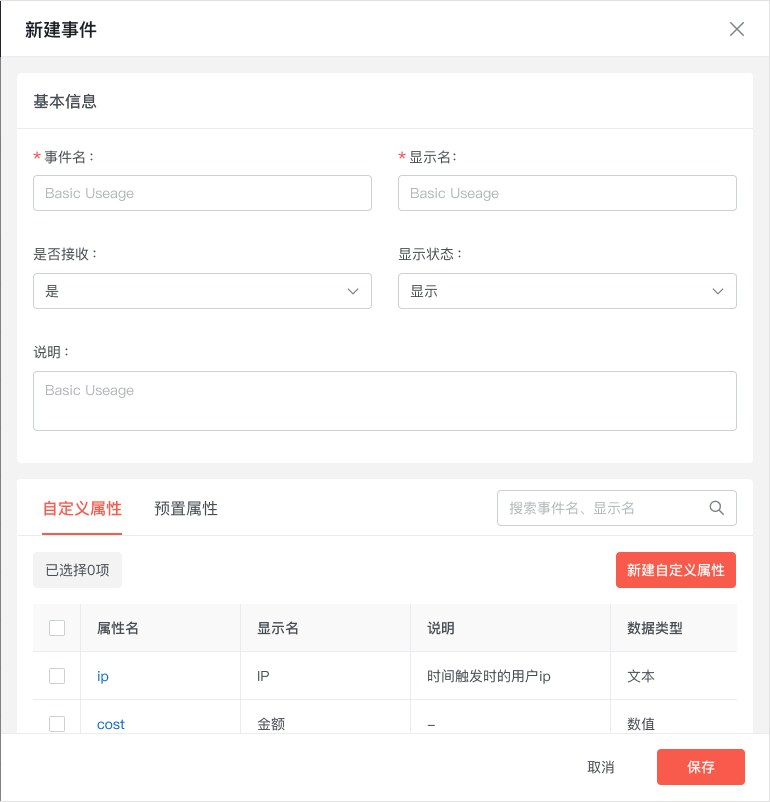 新建事件
基本信息
* 事件名：
* 显示名：
Basic Useage
Basic Useage
是否接收：
显示状态：
是
显示
说明：
Basic Useage
自定义属性 预置属性 搜索事件名、显示名
已选择0项 新建自定义属性
属性名 显示名 说明 数据类型
ip IP 时间触发时的用户ip 文本
cost 金额 – 数值
取消 保存